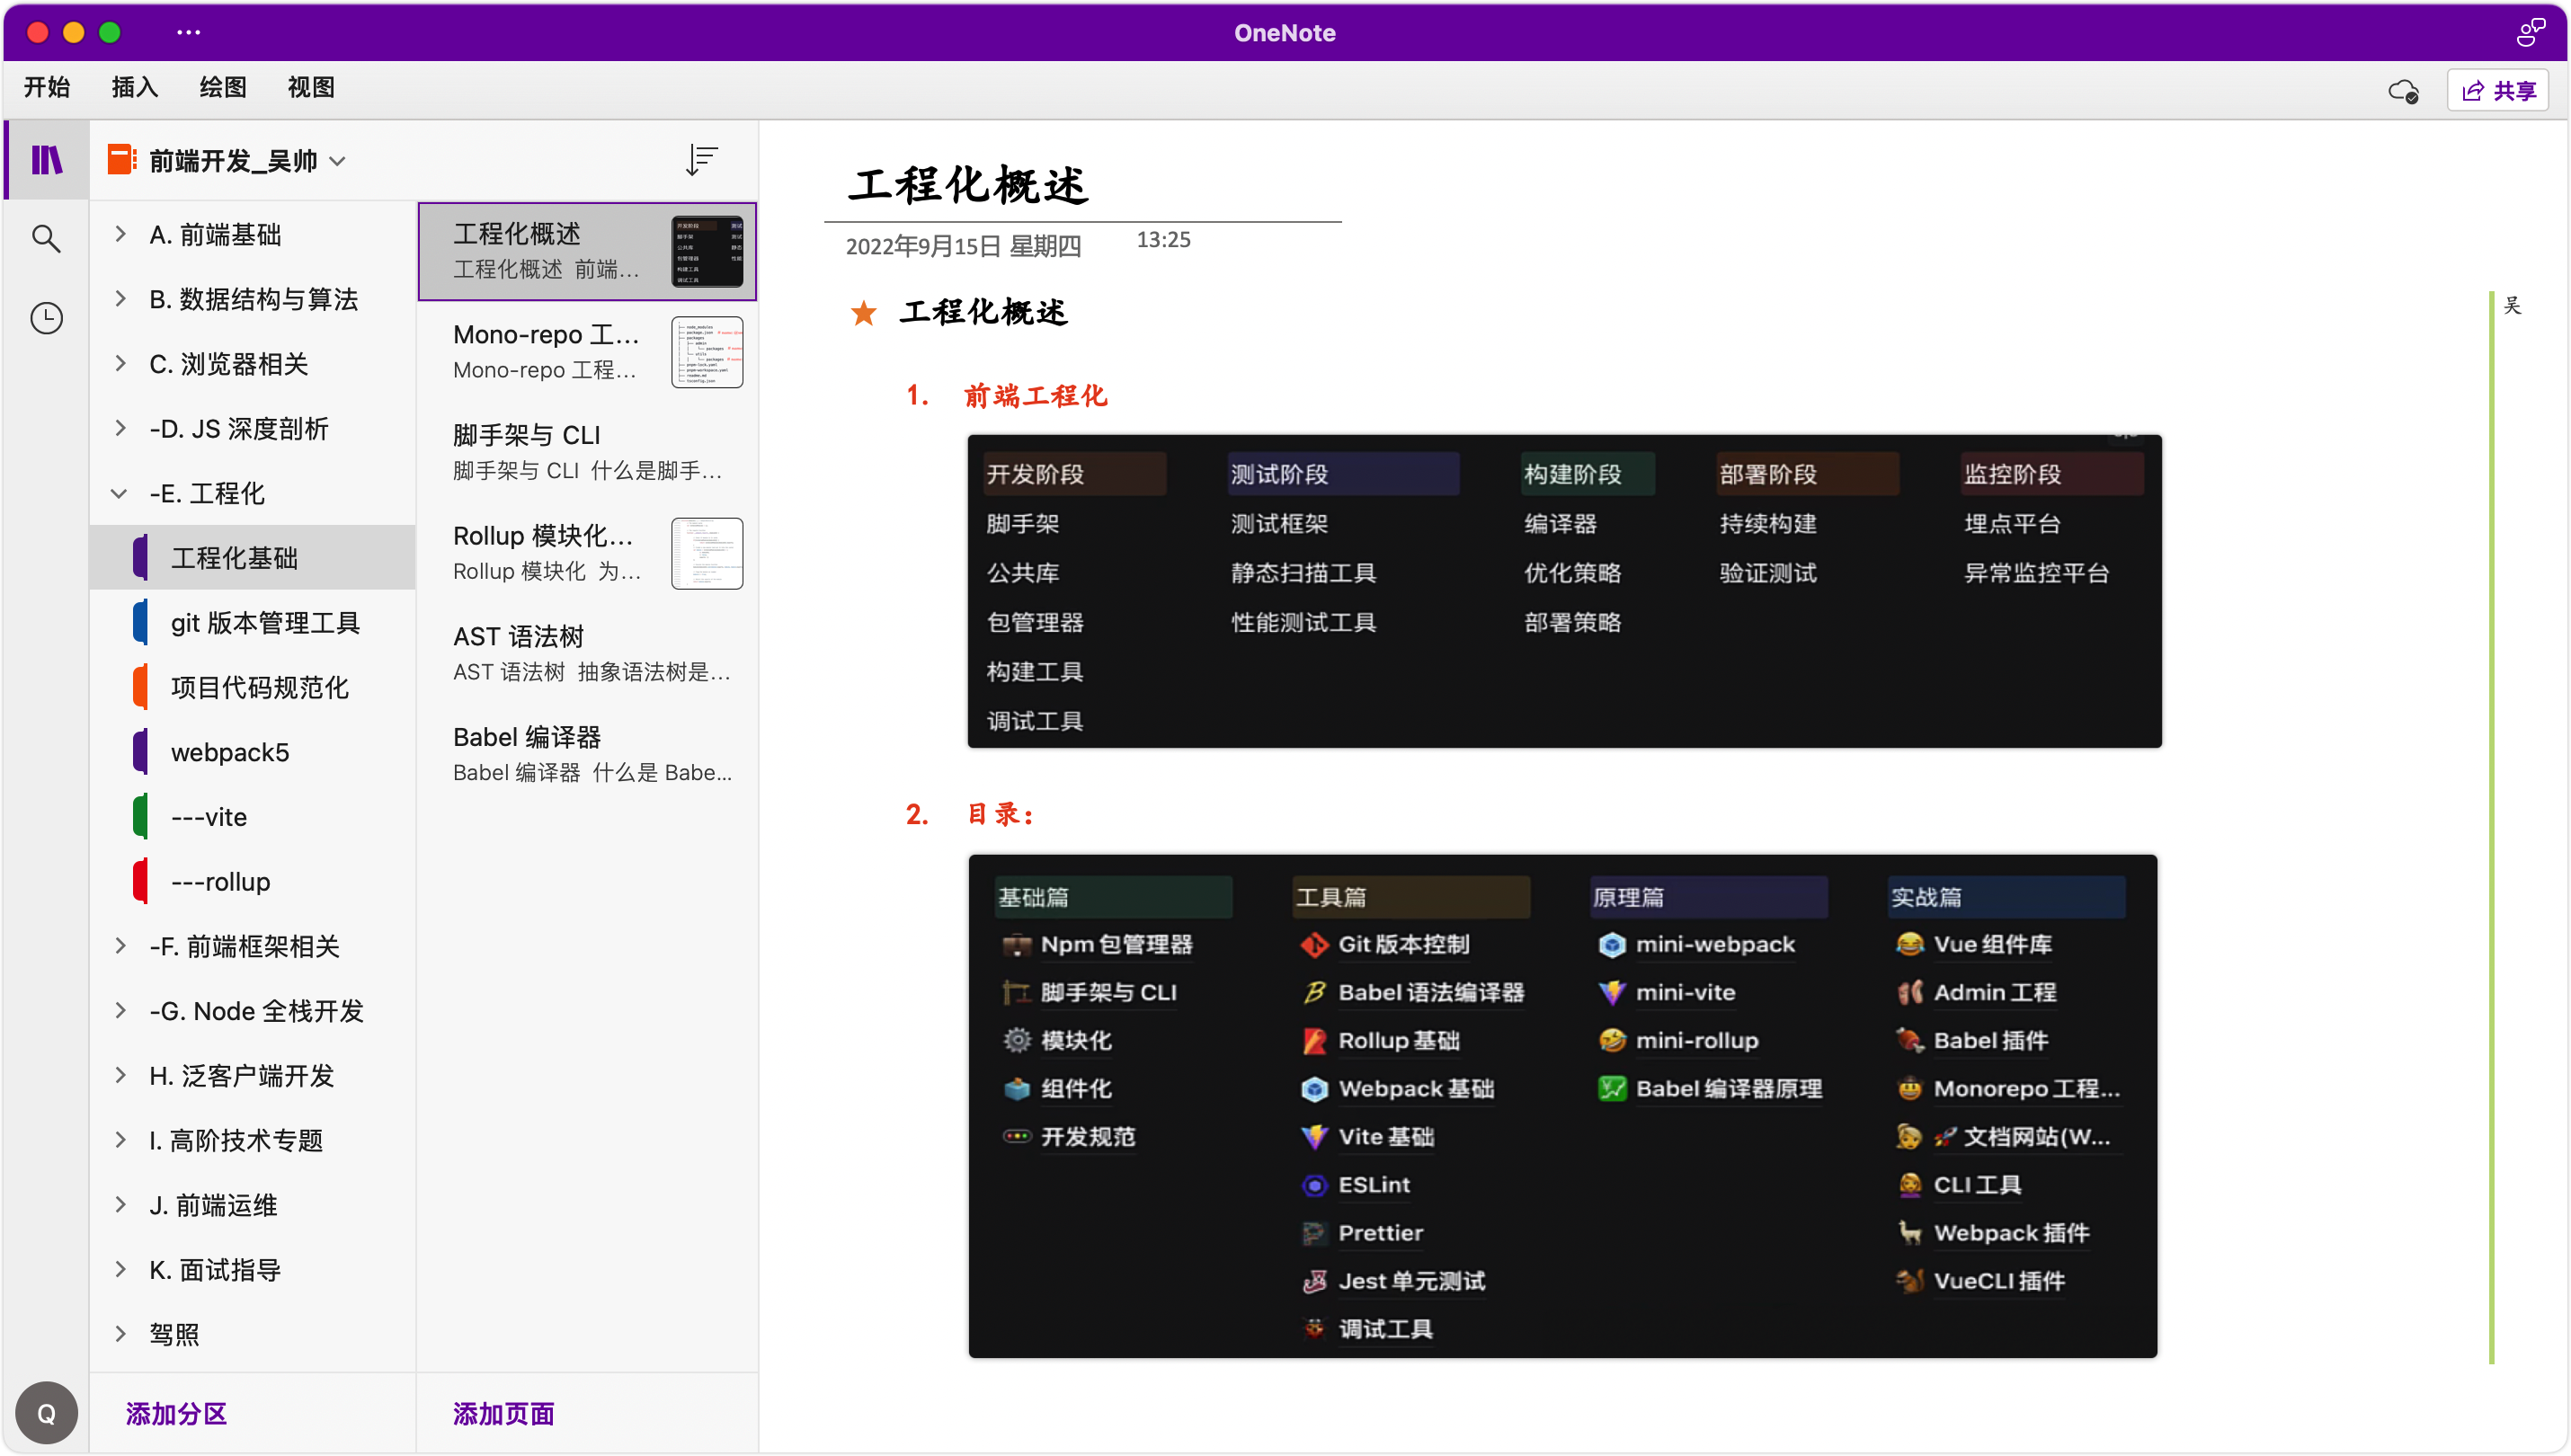 OneNote
开始 插入 绘图 视图
共享
前端开发_吴帅
A. 前端基础
B. 数据结构与算法
C. 浏览器相关
-D. JS 深度剖析
-E. 工程化
工程化基础
git 版本管理工具
项目代码规范化
webpack5
---vite
---rollup
-F. 前端框架相关
-G. Node 全栈开发
H. 泛客户端开发
I. 高阶技术专题
J. 前端运维
K. 面试指导
驾照
添加分区
Q
工程化概述
工程化概述 前端...
Mono-repo 工...
Mono-repo 工程...
脚手架与 CLI
脚手架与 CLI 什么是脚手...
Rollup 模块化...
Rollup 模块化 为...
AST 语法树
AST 语法树 抽象语法树是...
Babel 编译器
Babel 编译器 什么是 Babe...
添加页面
工程化概述
2022年9月15日 星期四 13:25
工程化概述
吴
1. 前端工程化
开发阶段 测试阶段 构建阶段 部署阶段 监控阶段
脚手架 测试框架 编译器 持续构建 埋点平台
公共库 静态扫描工具 优化策略 验证测试 异常监控平台
包管理器 性能测试工具 部署策略
构建工具
调试工具
2. 目录：
基础篇 工具篇 原理篇 实战篇
Npm 包管理器 Git 版本控制 mini-webpack Vue 组件库
脚手架与 CLI Babel 语法编译器 mini-vite Admin 工程
模块化 Rollup 基础 mini-rollup Babel 插件
组件化 Webpack 基础 Babel 编译器原理 Monorepo 工程...
开发规范 Vite 基础 文档网站(W...
ESLint CLI 工具
Prettier Webpack 插件
Jest 单元测试 VueCLI 插件
调试工具